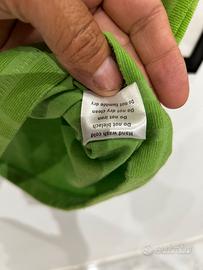 Hand wash cold
Do not bleach
Do not iron
Do not dry clean
Do not tumble dry